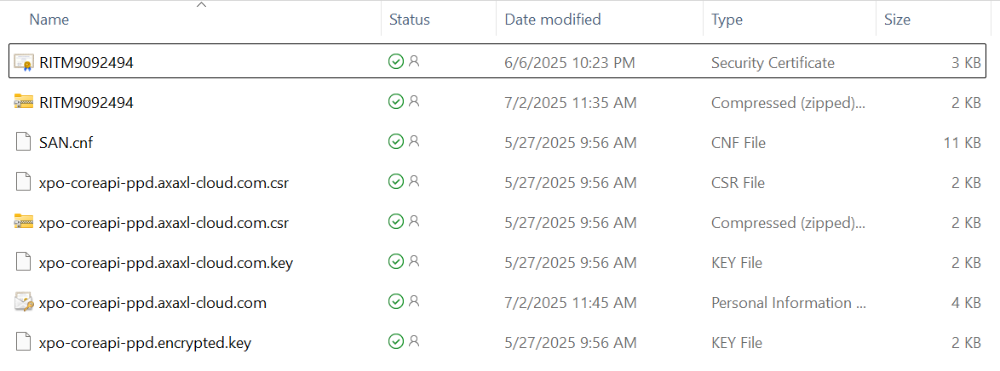 Name Status Date modified Type Size
RITM9092494 6/6/2025 10:23 PM Security Certificate 3 KB
RITM9092494 7/2/2025 11:35 AM Compressed (zipped)... 2 KB
SAN.cnf 5/27/2025 9:56 AM CNF File 11 KB
xpo-coreapi-ppd.axaxl-cloud.com.csr 5/27/2025 9:56 AM CSR File 2 KB
xpo-coreapi-ppd.axaxl-cloud.com.csr 5/27/2025 9:56 AM Compressed (zipped)... 2 KB
xpo-coreapi-ppd.axaxl-cloud.com.key 5/27/2025 9:56 AM KEY File 2 KB
xpo-coreapi-ppd.axaxl-cloud.com 7/2/2025 11:45 AM Personal Information ... 4 KB
xpo-coreapi-ppd.encrypted.key 5/27/2025 9:56 AM KEY File 2 KB